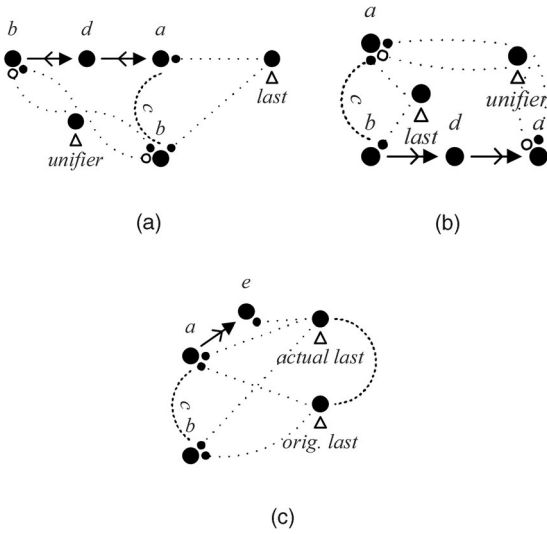 b d a
c
b
last
unifier
(a)
a
c
b
last
d
unifier
a
(b)
e
a
c
b
actual last
orig. last
(c)